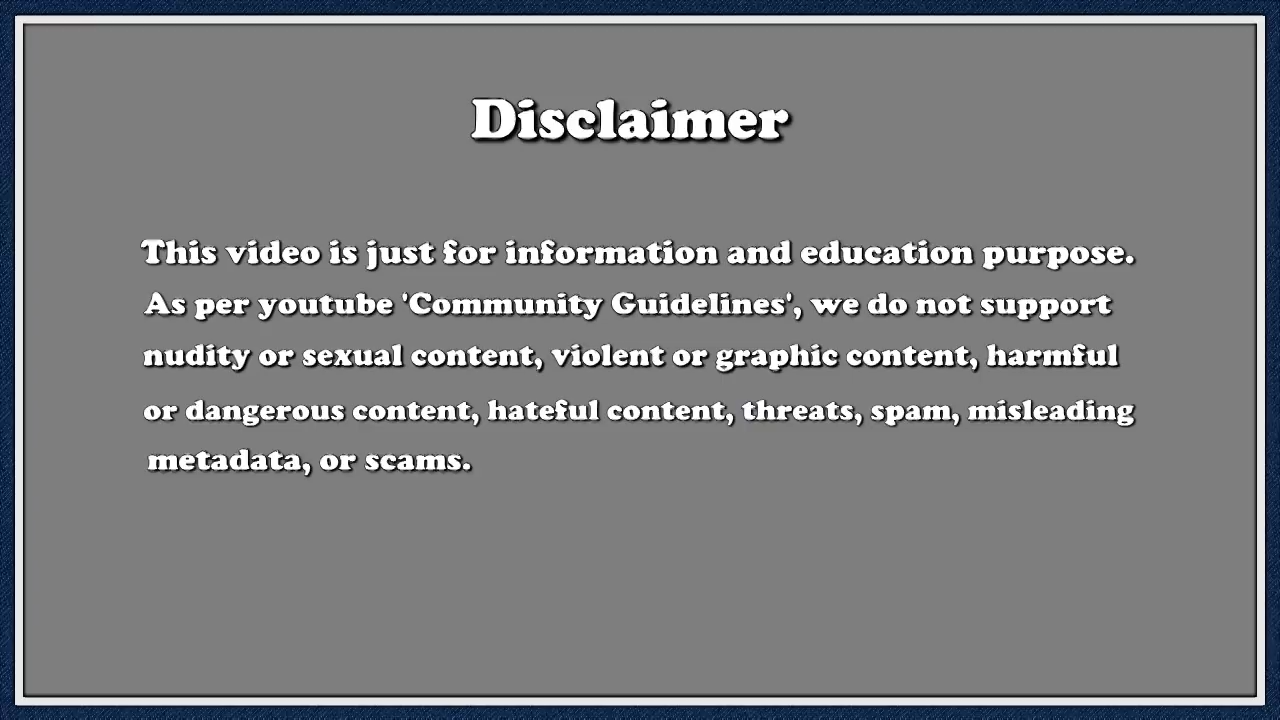 Disclaimer
This video is just for information and education purpose.
As per youtube 'Community Guidelines', we do not support
nudity or sexual content, violent or graphic content, harmful
or dangerous content, hateful content, threats, spam, misleading
metadata, or scams.